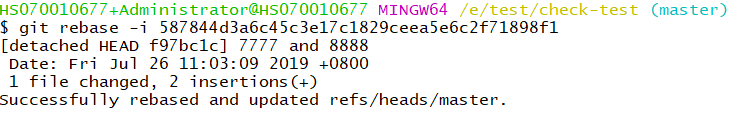 HS070010677+Administrator@HS070010677 MINGW64 /e/test/check-test (master)
$ git rebase -i 587844d3a6c45c3e17c1829ceea5e6c2f71898f1
[detached HEAD f97bc1c] 7777 and 8888
 Date: Fri Jul 26 11:03:09 2019 +0800
 1 file changed, 2 insertions(+)
Successfully rebased and updated refs/heads/master.